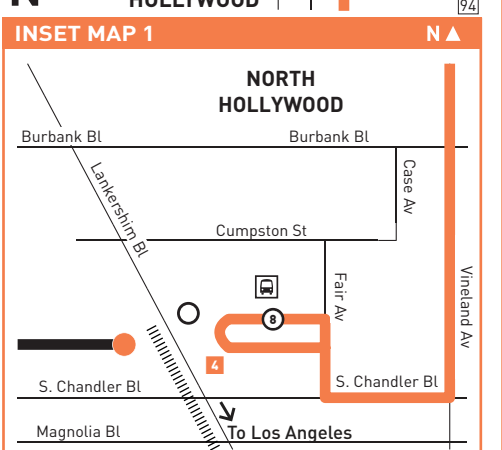 N
HOLLYWOOD
94
INSET MAP 1
N
NORTH
HOLLYWOOD
Burbank Bl
Burbank Bl
Lankershim Bl
Case Av
Cumpston St
Fair Av
Vineland Av
8
4
S. Chandler Bl
S. Chandler Bl
Magnolia Bl
To Los Angeles